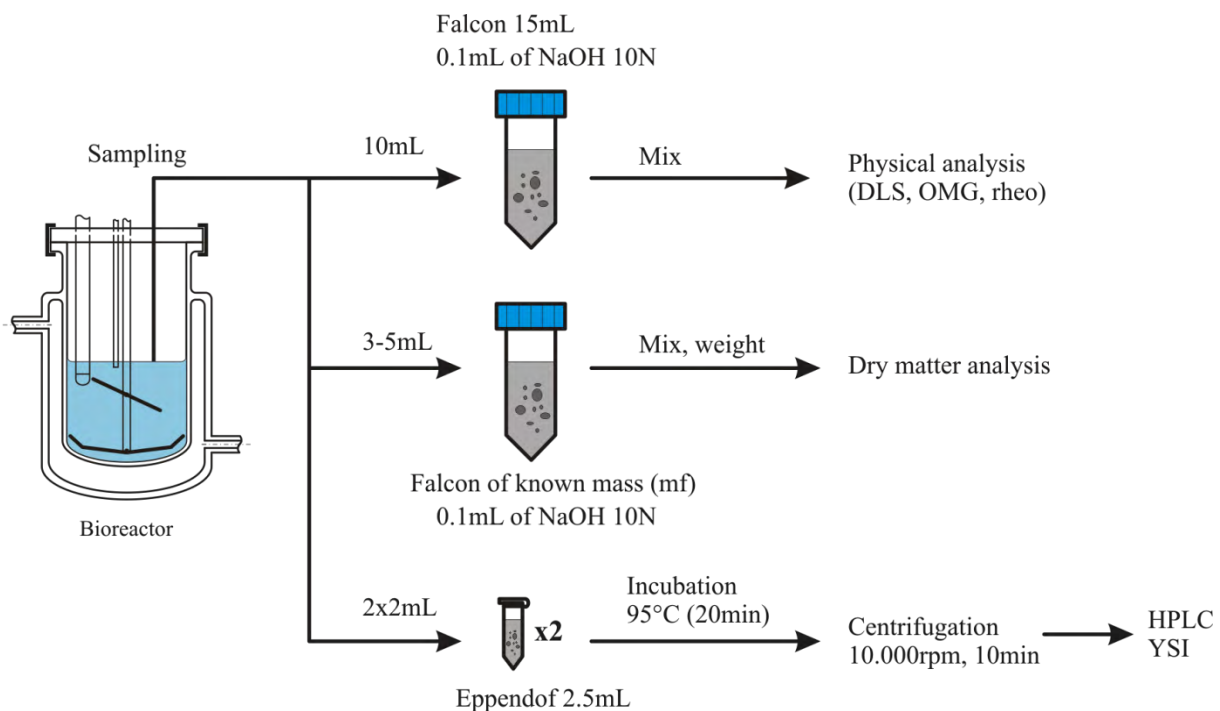 Falcon 15mL
0.1mL of NaOH 10N
Sampling
10mL
Mix
Physical analysis
(DLS, OMG, rheo)
3-5mL
Mix, weight
Dry matter analysis
Falcon of known mass (mf)
0.1mL of NaOH 10N
Bioreactor
2x2mL
x2
Incubation
95°C (20min)
Centrifugation
10.000rpm, 10min
HPLC
YSI
Eppendof 2.5mL